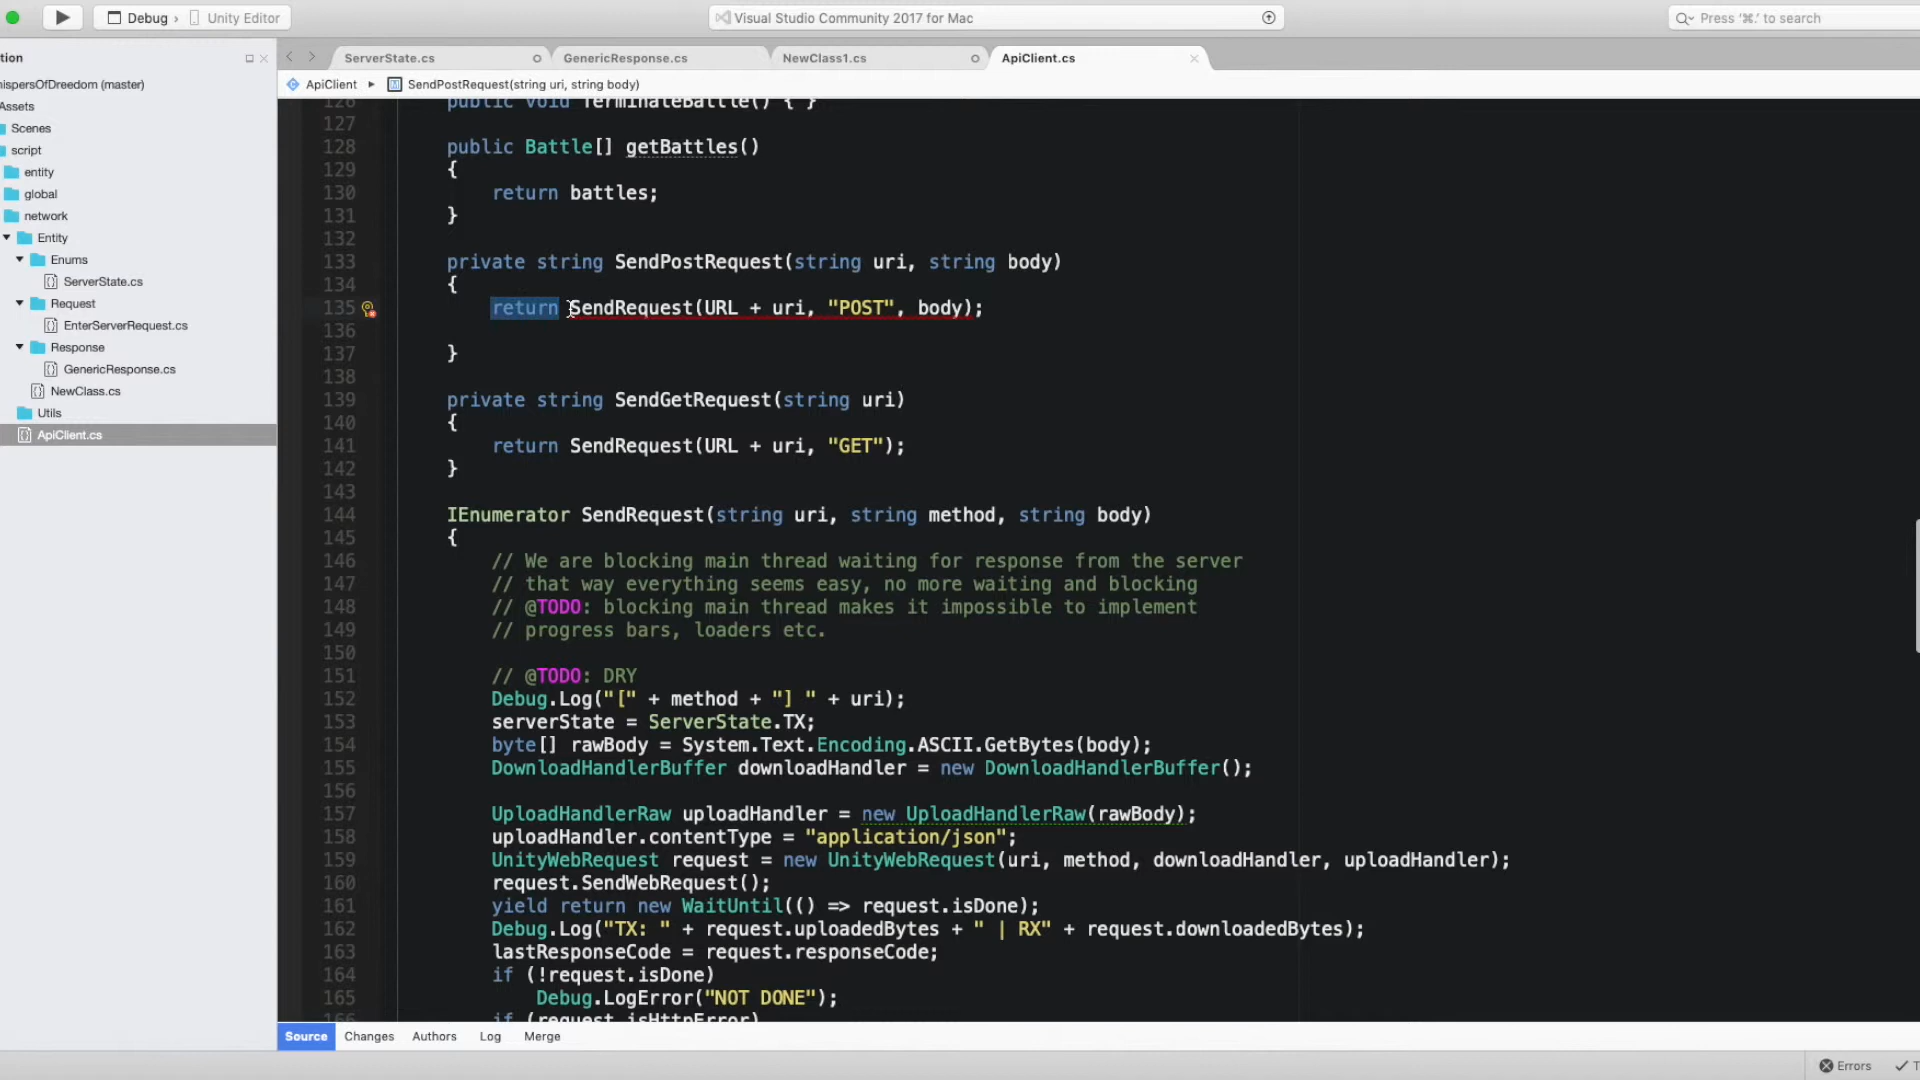 Debug › Unity Editor
Visual Studio Community 2017 for Mac
Press '⌘.' to search
tion
ServerState.cs
GenericResponse.cs
NewClass1.cs
ApiClient.cs
hispersOfDreedom (master)
ApiClient ▸ SendPostRequest(string uri, string body)
Assets
Scenes
script
entity
global
network
Entity
Enums
ServerState.cs
Request
EnterServerRequest.cs
Response
GenericResponse.cs
NewClass.cs
Utils
ApiClient.cs
126 public void TerminateBattle() { }
127
128 public Battle[] getBattles()
129 {
130 return battles;
131 }
132
133 private string SendPostRequest(string uri, string body)
134 {
135 return SendRequest(URL + uri, "POST", body);
136
137 }
138
139 private string SendGetRequest(string uri)
140 {
141 return SendRequest(URL + uri, "GET");
142 }
143
144 IEnumerator SendRequest(string uri, string method, string body)
145 {
146 // We are blocking main thread waiting for response from the server
147 // that way everything seems easy, no more waiting and blocking
148 // @TODO: blocking main thread makes it impossible to implement
149 // progress bars, loaders etc.
150
151 // @TODO: DRY
152 Debug.Log("[" + method + "] " + uri);
153 serverState = ServerState.TX;
154 byte[] rawBody = System.Text.Encoding.ASCII.GetBytes(body);
155 DownloadHandlerBuffer downloadHandler = new DownloadHandlerBuffer();
156
157 UploadHandlerRaw uploadHandler = new UploadHandlerRaw(rawBody);
158 uploadHandler.contentType = "application/json";
159 UnityWebRequest request = new UnityWebRequest(uri, method, downloadHandler, uploadHandler);
160 request.SendWebRequest();
161 yield return new WaitUntil(() => request.isDone);
162 Debug.Log("TX: " + request.uploadedBytes + " | RX" + request.downloadedBytes);
163 lastResponseCode = request.responseCode;
164 if (!request.isDone)
165 Debug.LogError("NOT DONE");
166 if (request.isHttpError)
Source Changes Authors Log Merge
Errors ✓ T